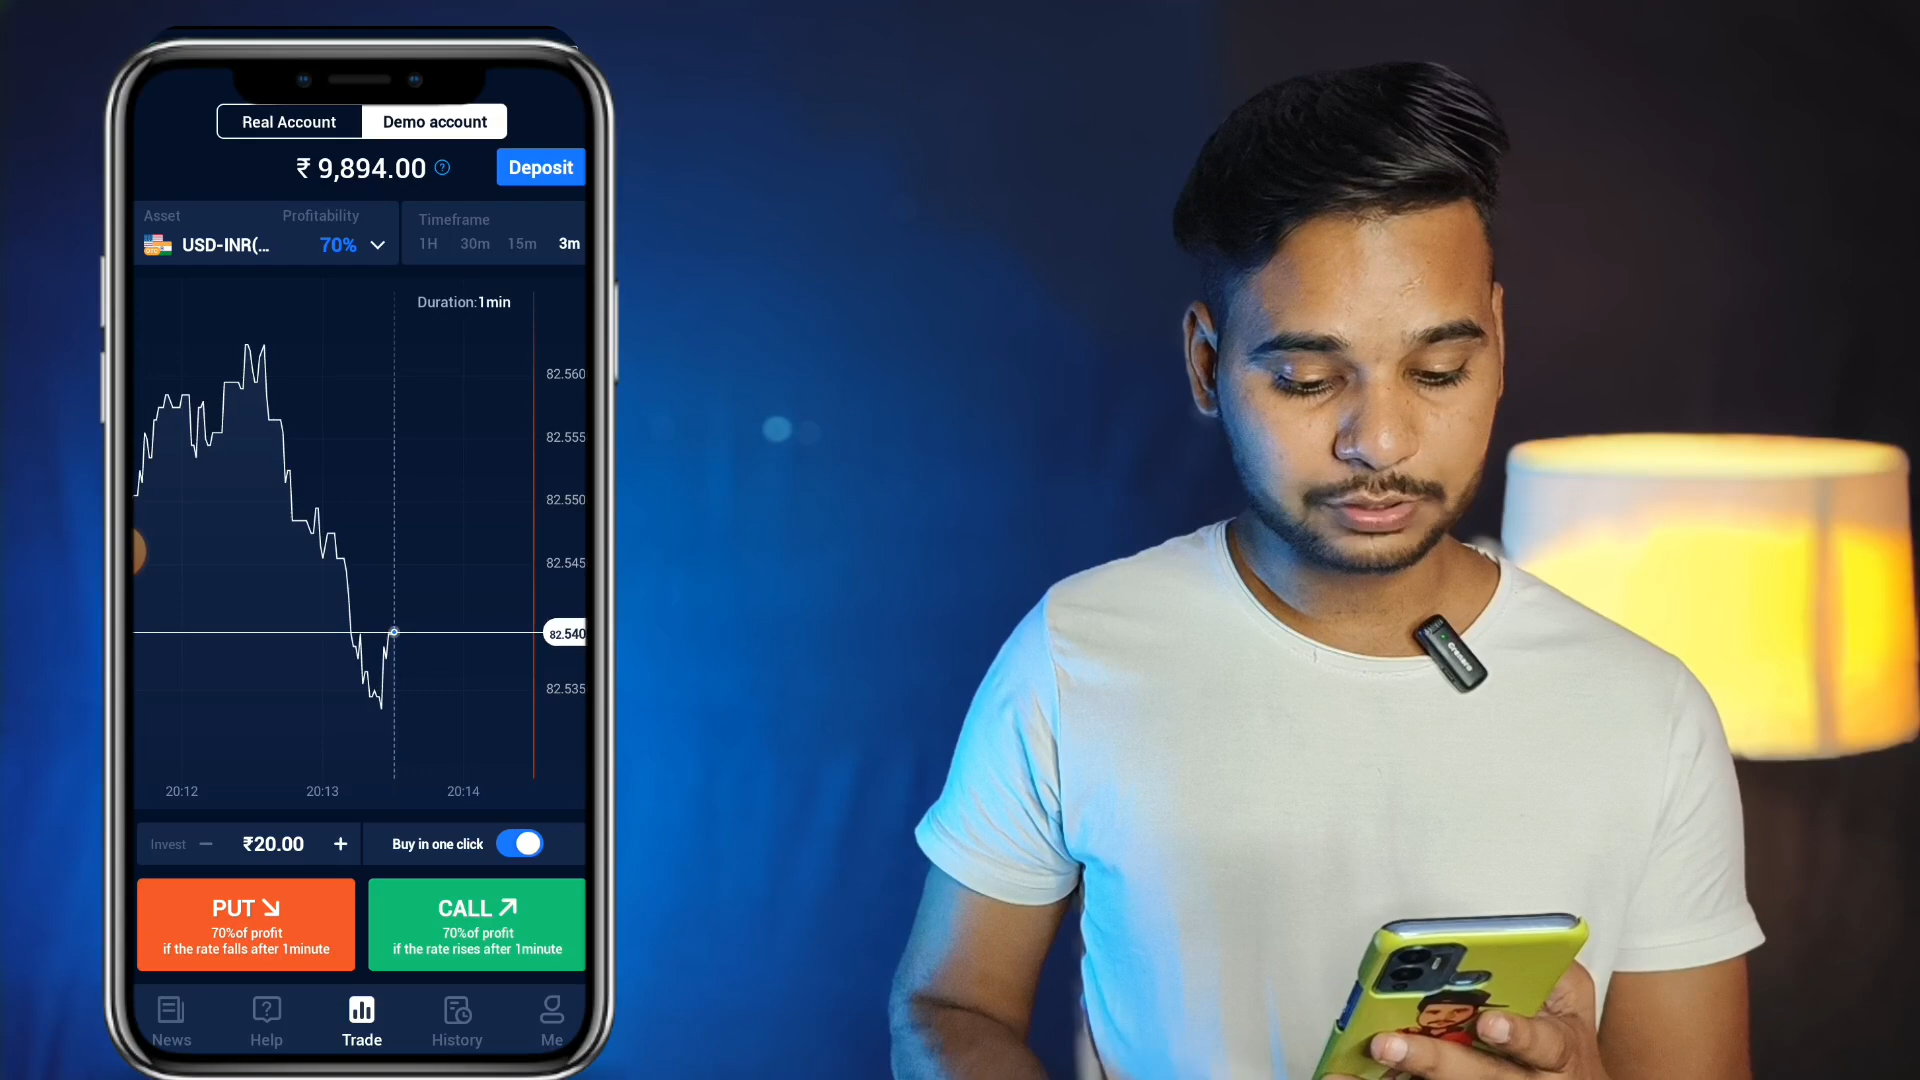 Real Account Demo account
₹ 9,894.00 ? Deposit
Asset Profitability
USD-INR(... 70%
Timeframe
1H 30m 15m 3m
Duration:1min
82.560
82.555
82.550
82.545
82.540
82.535
20:12 20:13 20:14
Invest − ₹20.00 +
Buy in one click
PUT
70%of profit
if the rate falls after 1minute
CALL
70%of profit
if the rate rises after 1minute
News Help Trade History Me
Grenaro